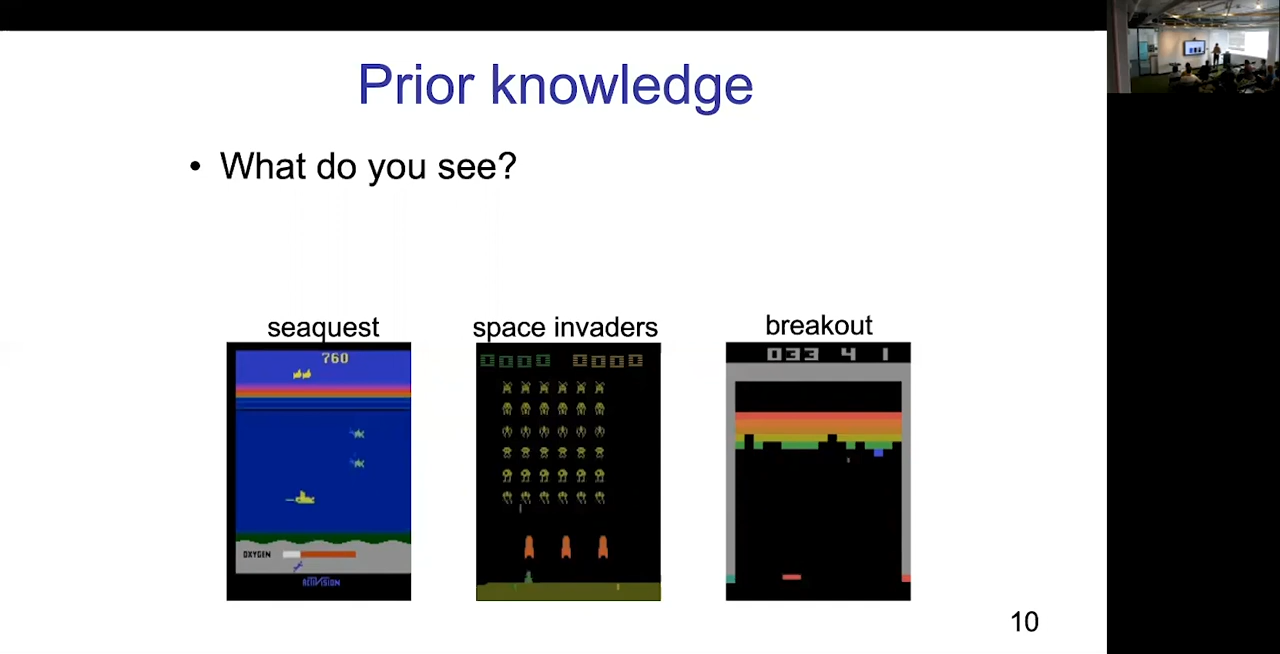 Prior knowledge
• What do you see?
seaquest
space invaders
breakout
760
0000 0000
033 4 1
OXYGEN
ACTIVISION
10